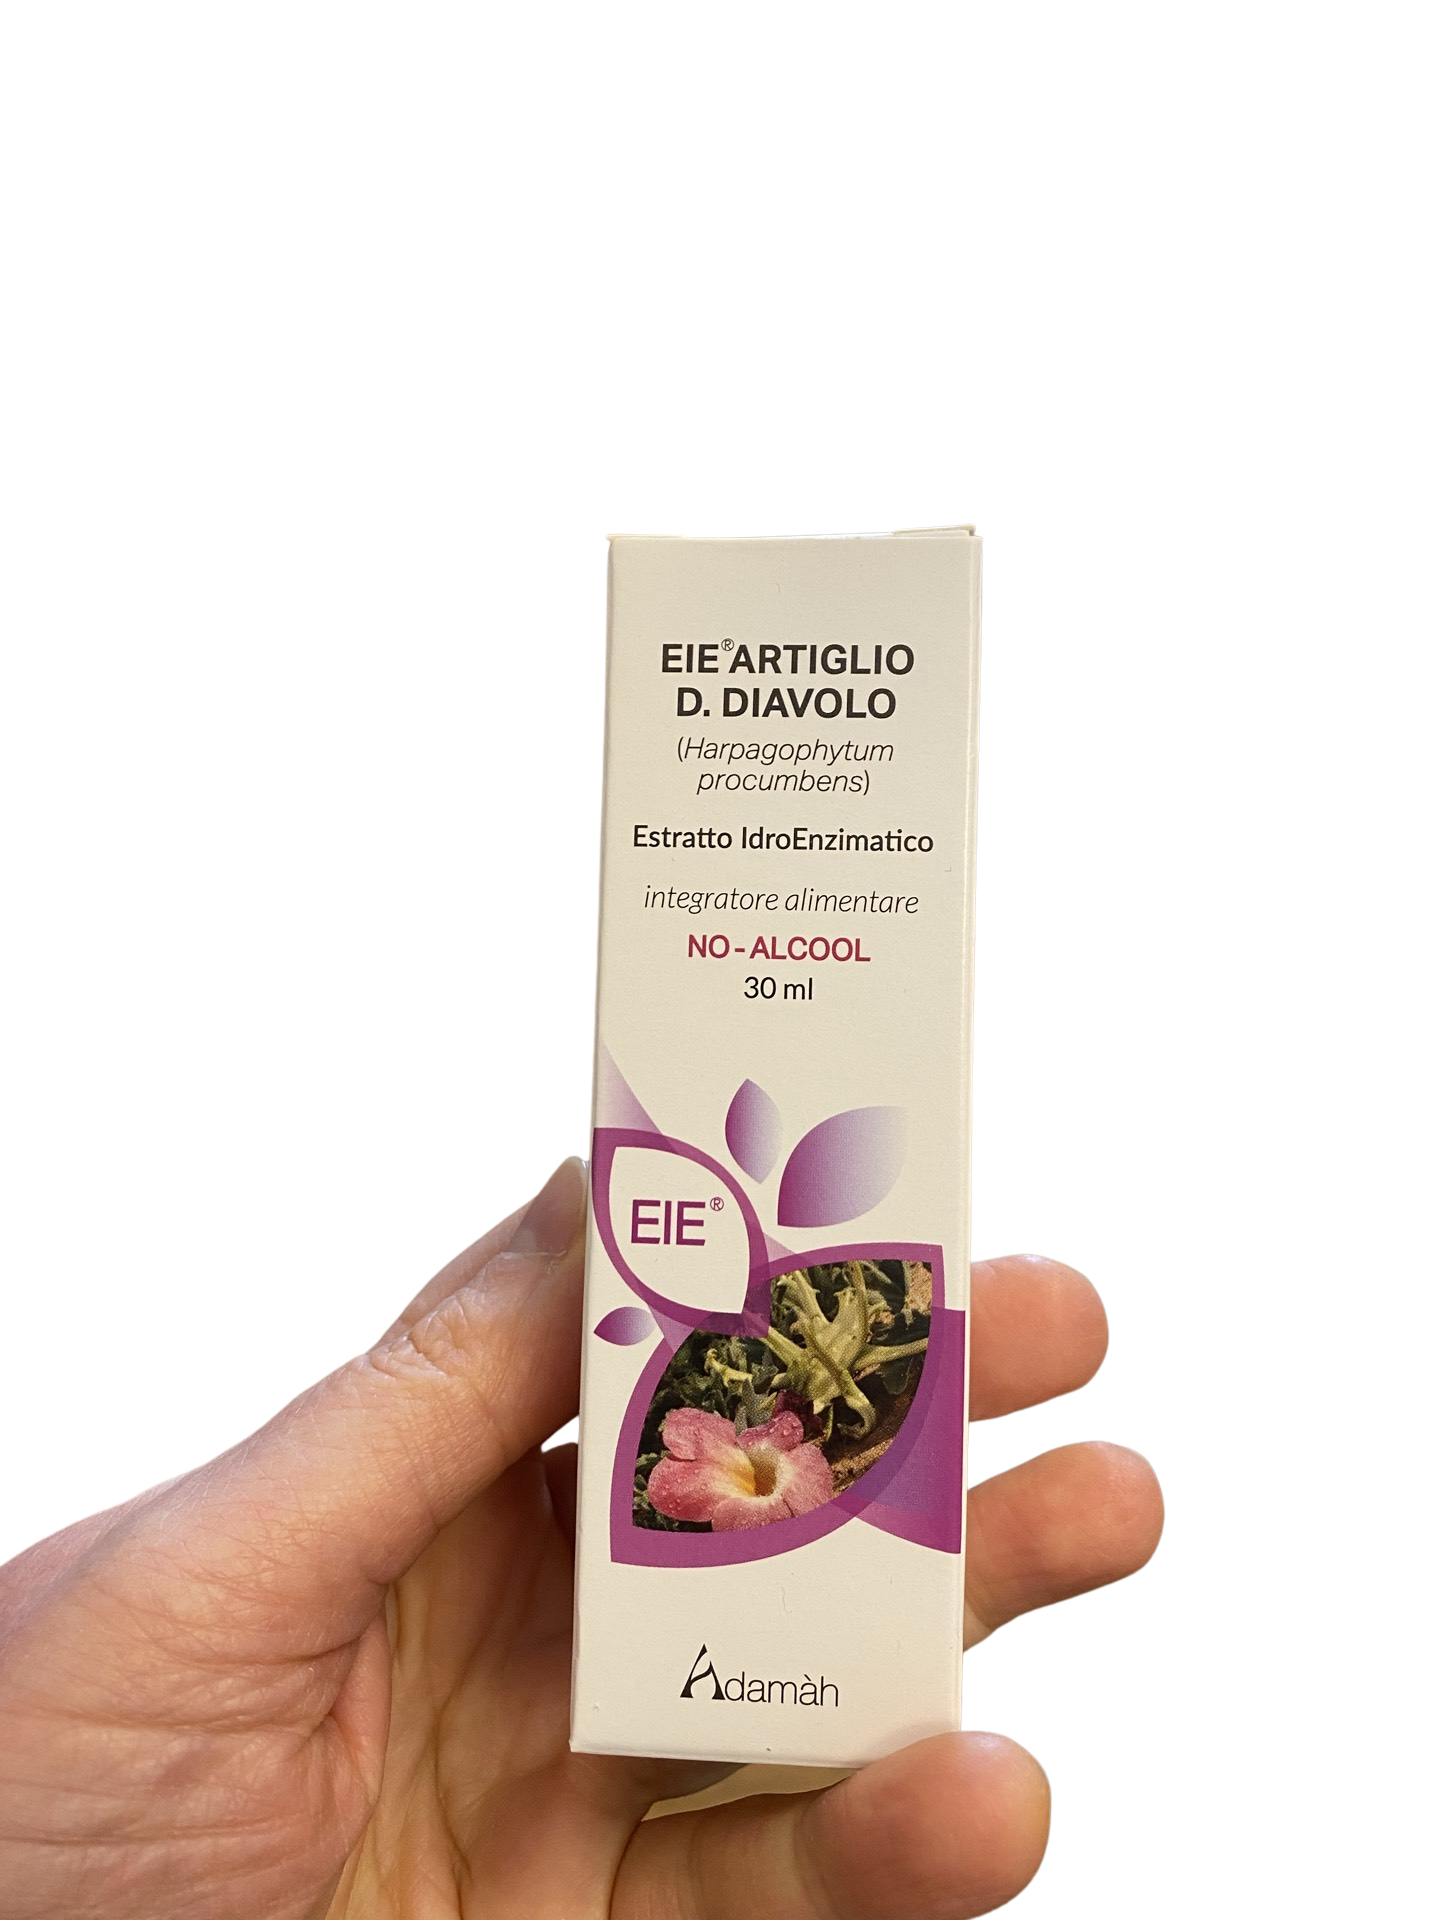 EIE® ARTIGLIO
D. DIAVOLO
(Harpagophytum
procumbens)
Estratto IdroEnzimatico
integratore alimentare
NO-ALCOOL
30 ml
EIE®
Adamàh